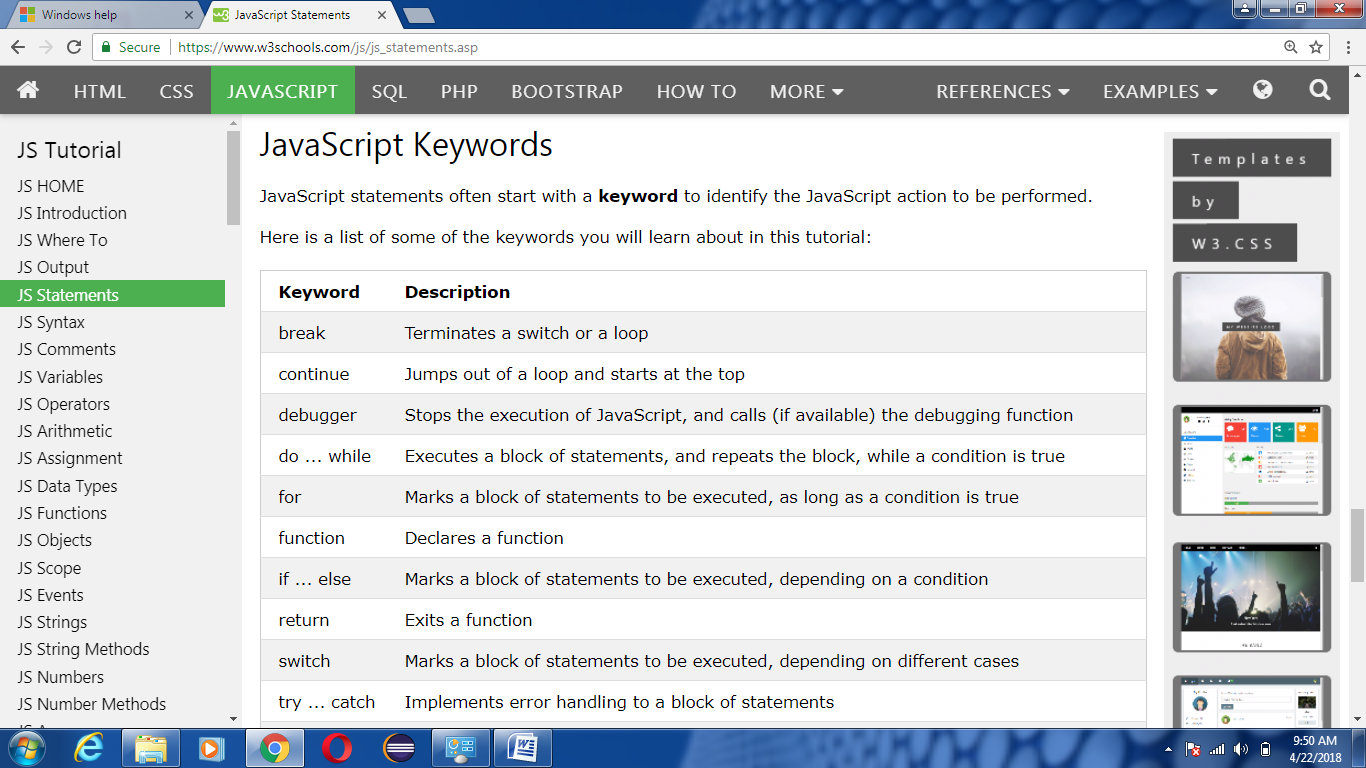 Windows help
JavaScript Statements
Secure
https://www.w3schools.com/js/js_statements.asp
HTML CSS JAVASCRIPT SQL PHP BOOTSTRAP HOW TO MORE REFERENCES EXAMPLES
JS Tutorial
JS HOME
JS Introduction
JS Where To
JS Output
JS Statements
JS Syntax
JS Comments
JS Variables
JS Operators
JS Arithmetic
JS Assignment
JS Data Types
JS Functions
JS Objects
JS Scope
JS Events
JS Strings
JS String Methods
JS Numbers
JS Number Methods
JavaScript Keywords
JavaScript statements often start with a keyword to identify the JavaScript action to be performed.
Here is a list of some of the keywords you will learn about in this tutorial:
Keyword Description
break Terminates a switch or a loop
continue Jumps out of a loop and starts at the top
debugger Stops the execution of JavaScript, and calls (if available) the debugging function
do ... while Executes a block of statements, and repeats the block, while a condition is true
for Marks a block of statements to be executed, as long as a condition is true
function Declares a function
if ... else Marks a block of statements to be executed, depending on a condition
return Exits a function
switch Marks a block of statements to be executed, depending on different cases
try ... catch Implements error handling to a block of statements
Templates
by
W3.CSS
MY WEBSITE LOGO
9:50 AM
4/22/2018